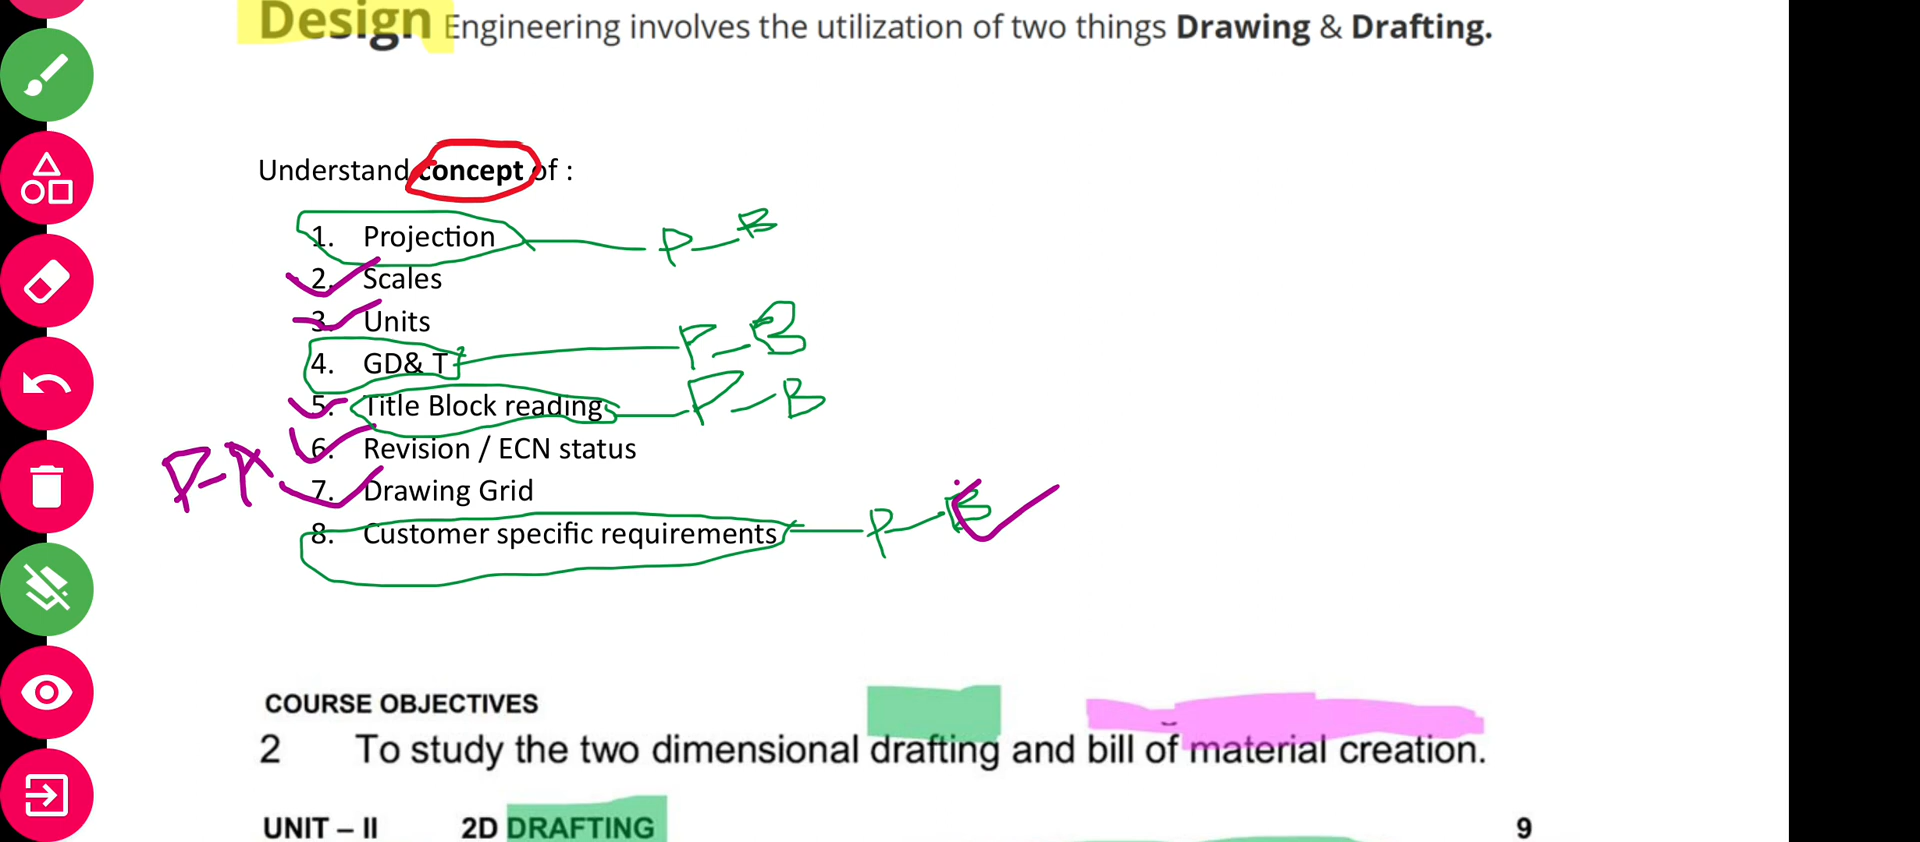 Design Engineering involves the utilization of two things Drawing & Drafting.
Understand concept of :
1. Projection P-B
2. Scales
3. Units
4. GD& T P-B
5. Title Block reading P-B
6. Revision / ECN status
P-A
7. Drawing Grid
8. Customer specific requirements P-B
COURSE OBJECTIVES
2 To study the two dimensional drafting and bill of material creation.
UNIT – II 2D DRAFTING 9